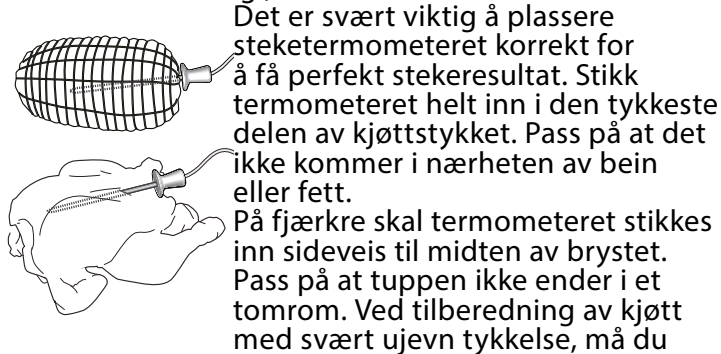 Det er svært viktig å plassere
steketermometeret korrekt for
å få perfekt stekeresultat. Stikk
termometeret helt inn i den tykkeste
delen av kjøttstykket. Pass på at det
ikke kommer i nærheten av bein
eller fett.
På fjærkre skal termometeret stikkes
inn sideveis til midten av brystet.
Pass på at tuppen ikke ender i et
tomrom. Ved tilberedning av kjøtt
med svært ujevn tykkelse, må du